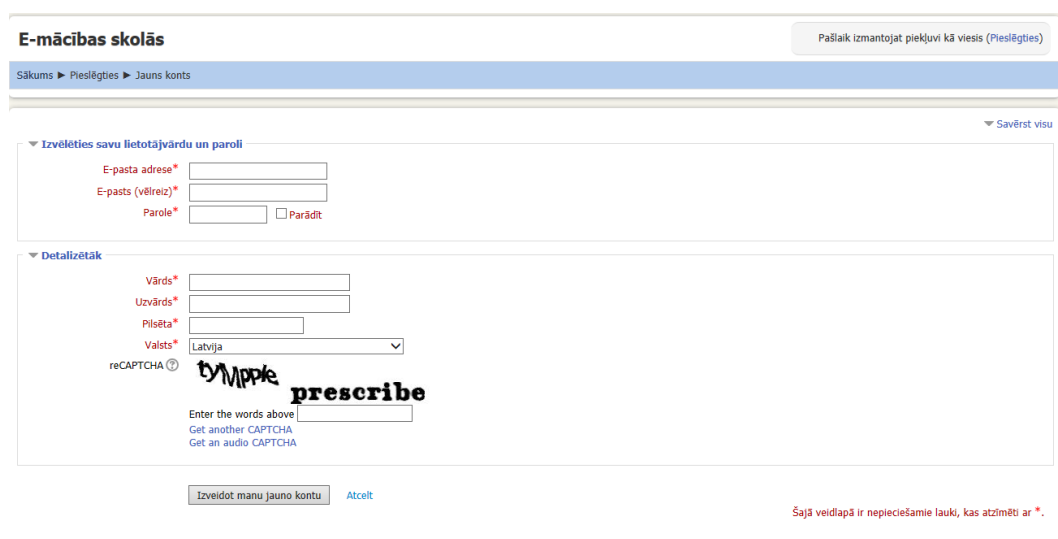 E-mācības skolās
Pašlaik izmantojat piekļuvi kā viesis (Pieslēgties)
Sākums ► Pieslēgties ► Jauns konts
Savērst visu
Izvēlēties savu lietotājvārdu un paroli
E-pasta adrese*
E-pasts (vēlreiz)*
Parole* Parādīt
Detalizētāk
Vārds*
Uzvārds*
Pilsēta*
Valsts* Latvija
reCAPTCHA
prescribe
Enter the words above
Get another CAPTCHA
Get an audio CAPTCHA
Izveidot manu jauno kontu Atcelt
Šajā veidlapā ir nepieciešamie lauki, kas atzīmēti ar *.